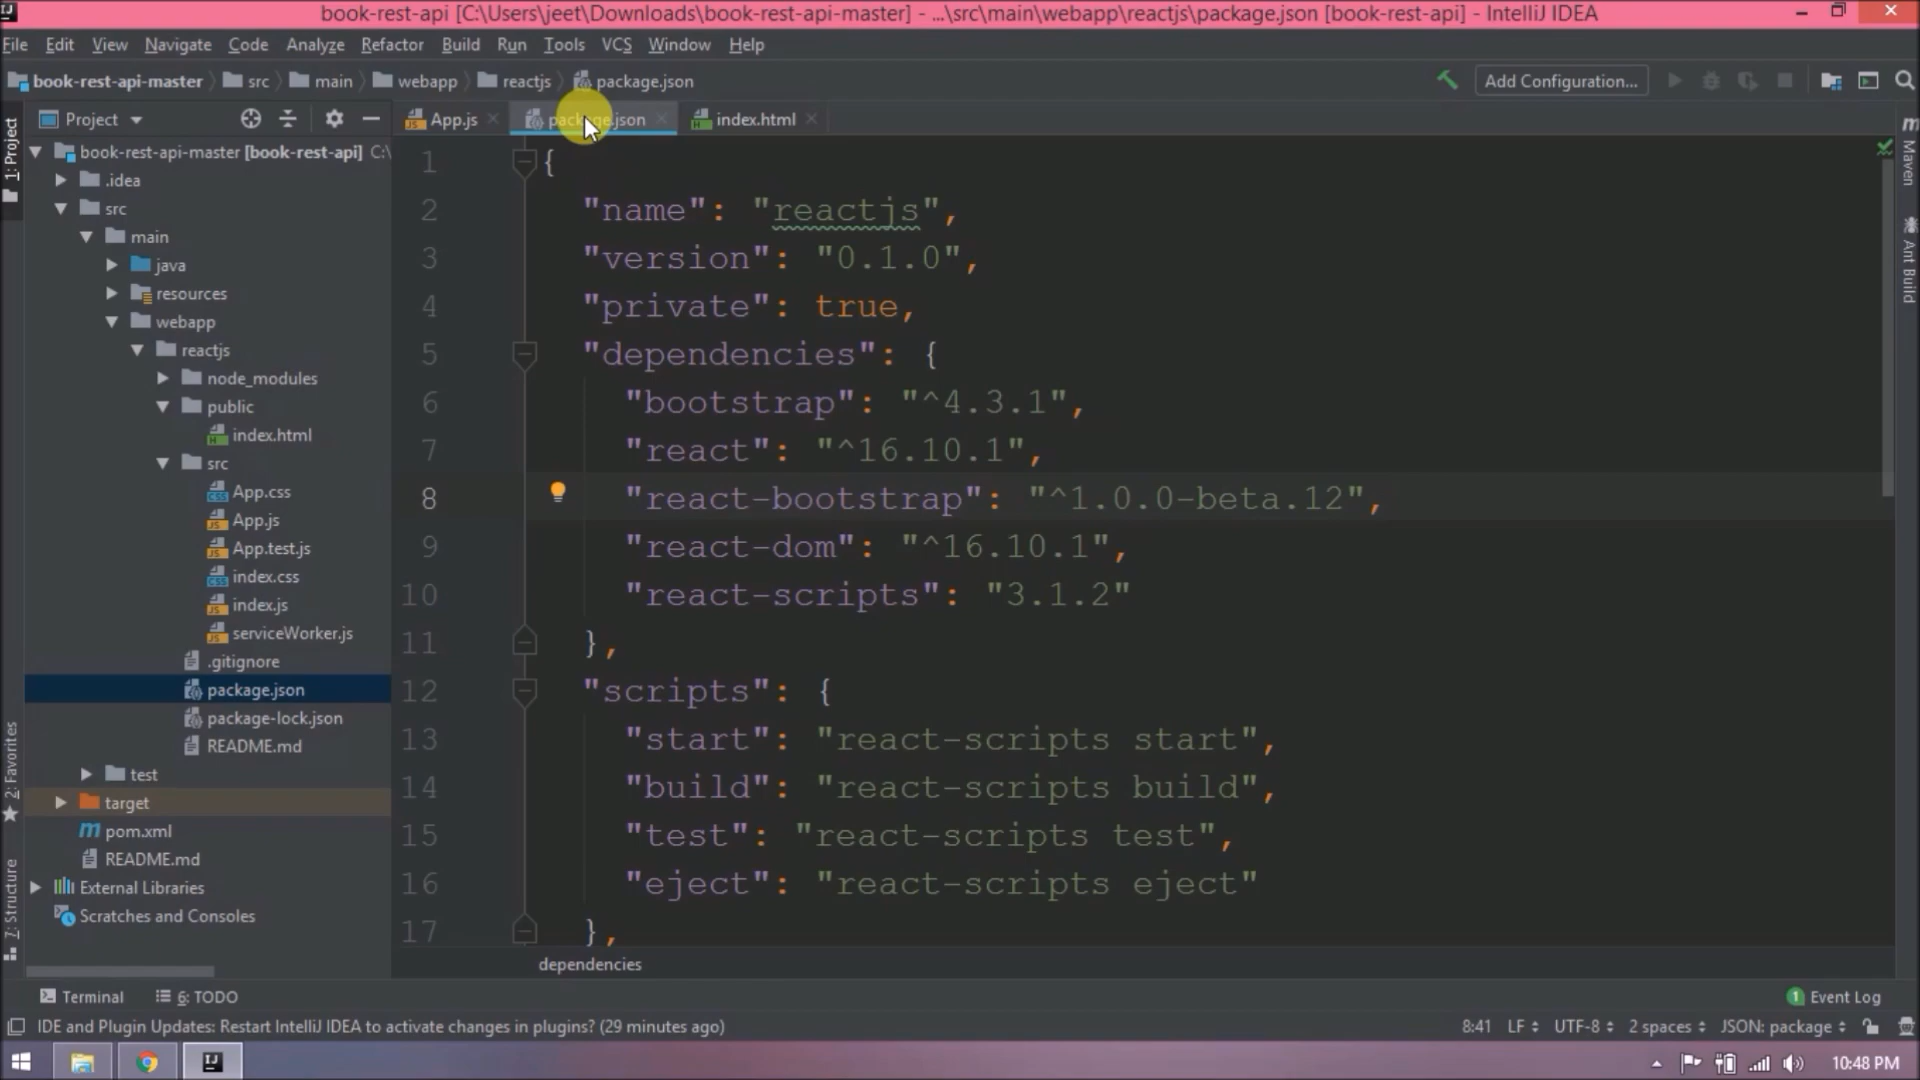 book-rest-api [C:\Users\jeet\Downloads\book-rest-api-master] - ...\src\main\webapp\reactjs\package.json [book-rest-api] - IntelliJ IDEA
File Edit View Navigate Code Analyze Refactor Build Run Tools VCS Window Help
book-rest-api-master src main webapp reactjs package.json Add Configuration...
Project App.js package.json index.html
1: Project
2: Favorites
7: Structure
book-rest-api-master [book-rest-api] C:\
.idea
src
main
java
resources
webapp
reactjs
node_modules
public
index.html
src
App.css
App.js
App.test.js
index.css
index.js
serviceWorker.js
.gitignore
package.json
package-lock.json
README.md
test
target
pom.xml
README.md
External Libraries
Scratches and Consoles
1 {
2 "name": "reactjs",
3 "version": "0.1.0",
4 "private": true,
5 "dependencies": {
6 "bootstrap": "^4.3.1",
7 "react": "^16.10.1",
8 "react-bootstrap": "^1.0.0-beta.12",
9 "react-dom": "^16.10.1",
10 "react-scripts": "3.1.2"
11 },
12 "scripts": {
13 "start": "react-scripts start",
14 "build": "react-scripts build",
15 "test": "react-scripts test",
16 "eject": "react-scripts eject"
17 },
dependencies
Maven
Ant Build
Terminal 6: TODO 1 Event Log
IDE and Plugin Updates: Restart IntelliJ IDEA to activate changes in plugins? (29 minutes ago) 8:41 LF UTF-8 2 spaces JSON: package
10:48 PM